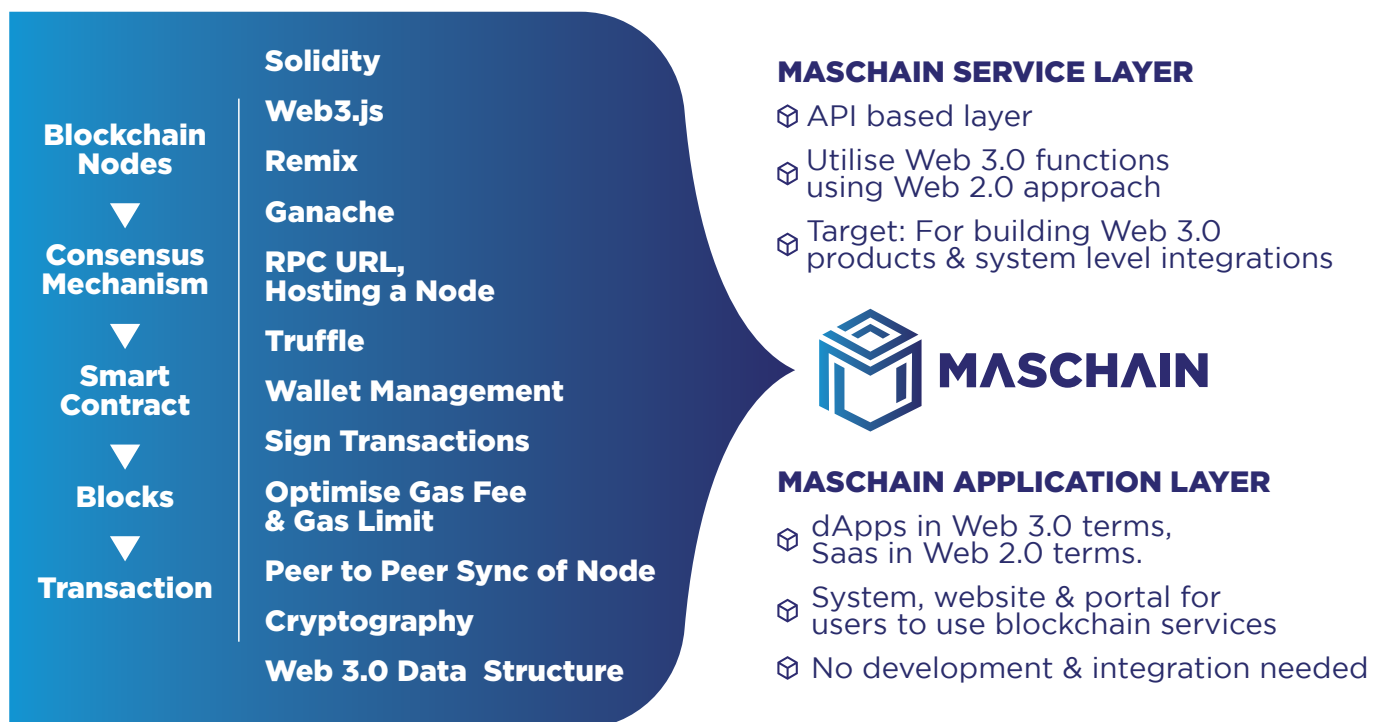 Blockchain
Nodes
Consensus
Mechanism
Smart
Contract
Blocks
Transaction
Solidity
Web3.js
Remix
Ganache
RPC URL,
Hosting a Node
Truffle
Wallet Management
Sign Transactions
Optimise Gas Fee
& Gas Limit
Peer to Peer Sync of Node
Cryptography
Web 3.0 Data Structure
MASCHAIN SERVICE LAYER
API based layer
Utilise Web 3.0 functions
using Web 2.0 approach
Target: For building Web 3.0
products & system level integrations
MASCHAIN
MASCHAIN APPLICATION LAYER
dApps in Web 3.0 terms,
Saas in Web 2.0 terms.
System, website & portal for
users to use blockchain services
No development & integration needed